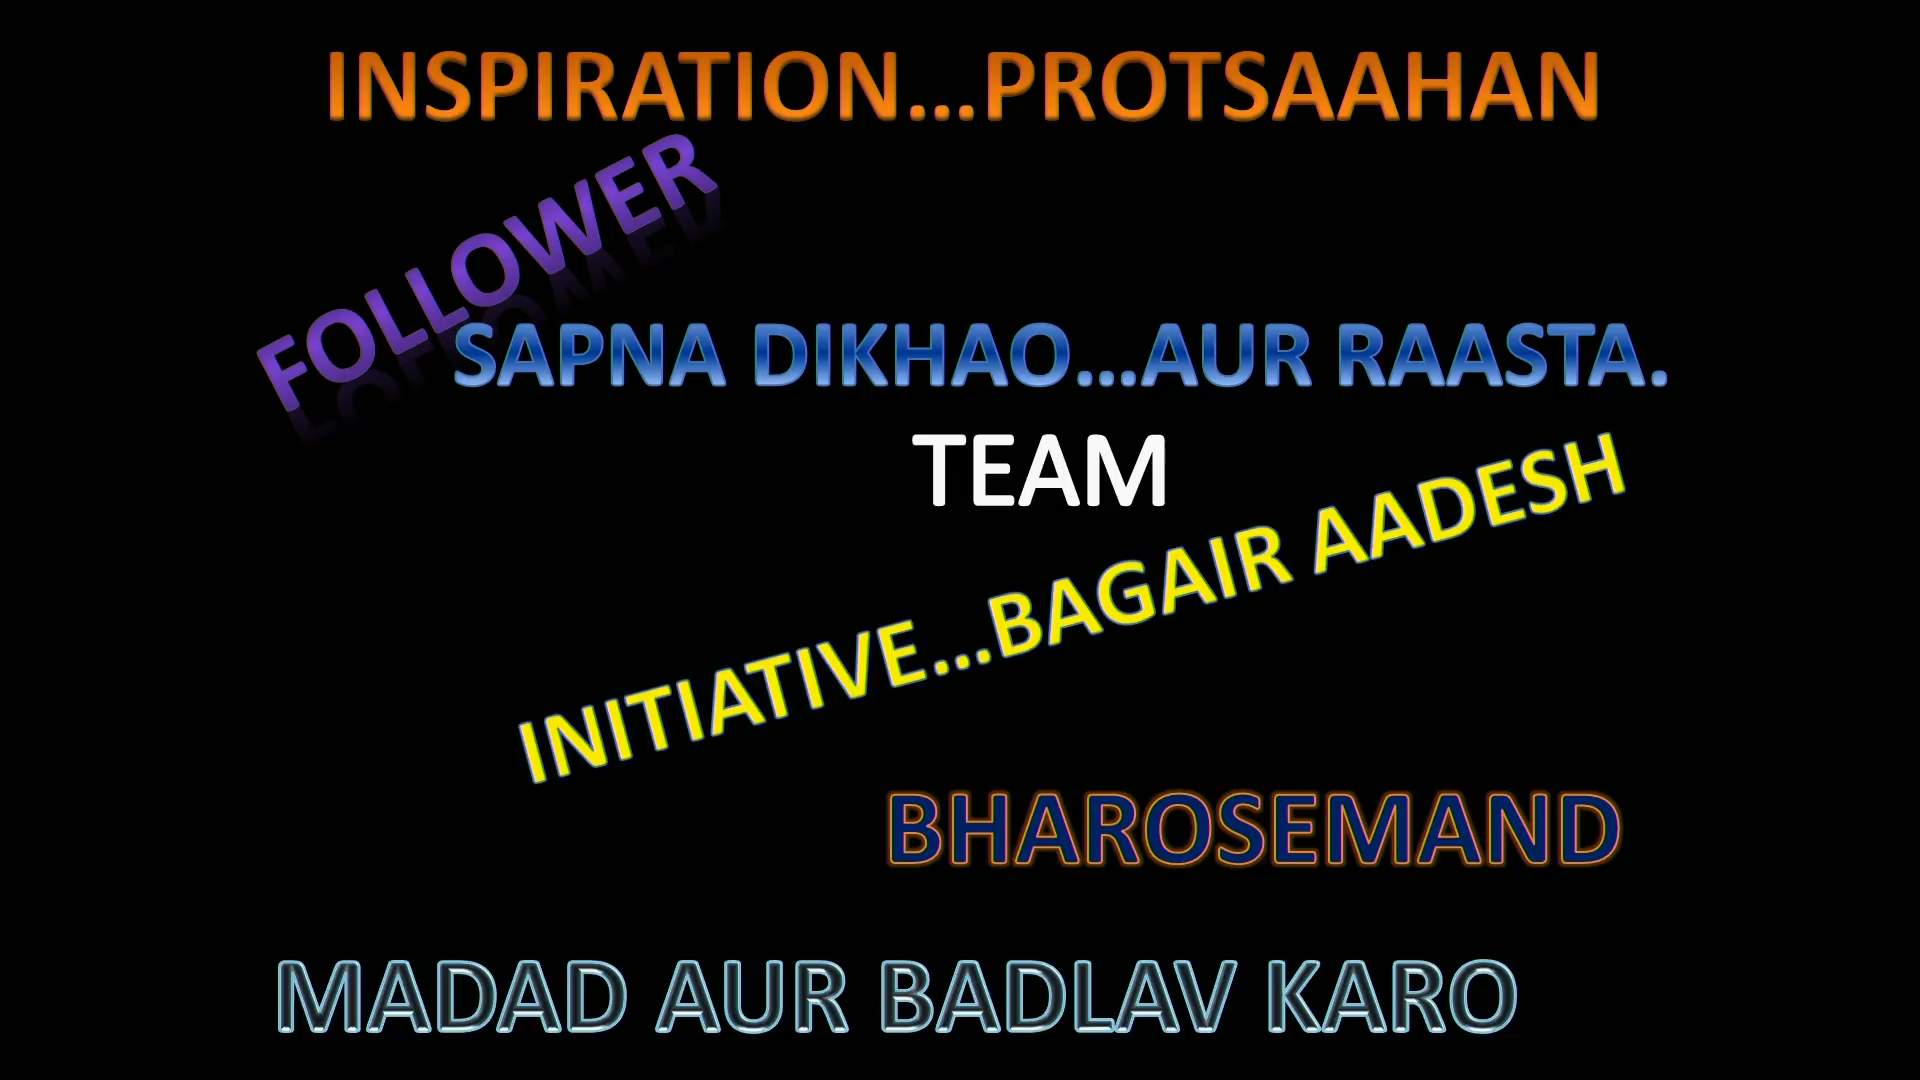 INSPIRATION...PROTSAAHAN
FOLLOWER
SAPNA DIKHAO...AUR RAASTA.
TEAM
INITIATIVE...BAGAIR AADESH
BHAROSEMAND
MADAD AUR BADLAV KARO